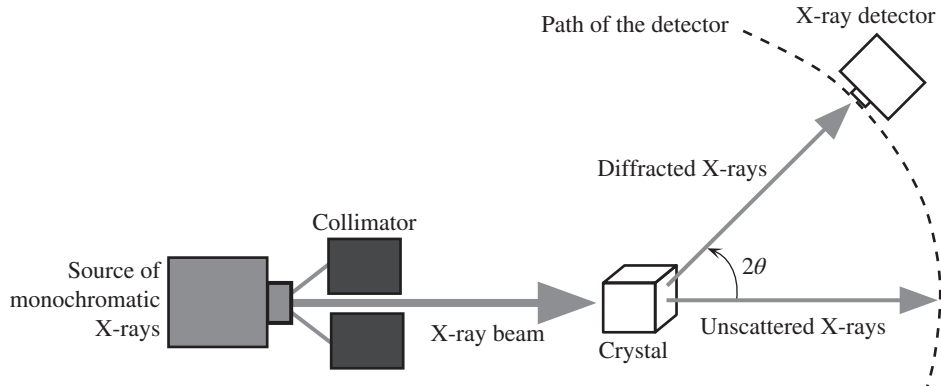 X-ray detector
Path of the detector
Diffracted X-rays
Collimator
Source of
monochromatic
X-rays
2θ
X-ray beam
Unscattered X-rays
Crystal